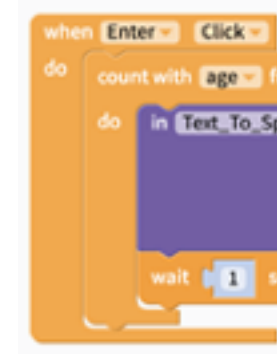 when Enter Click
do count with age f
do in Text_To_Sp
wait 1 s